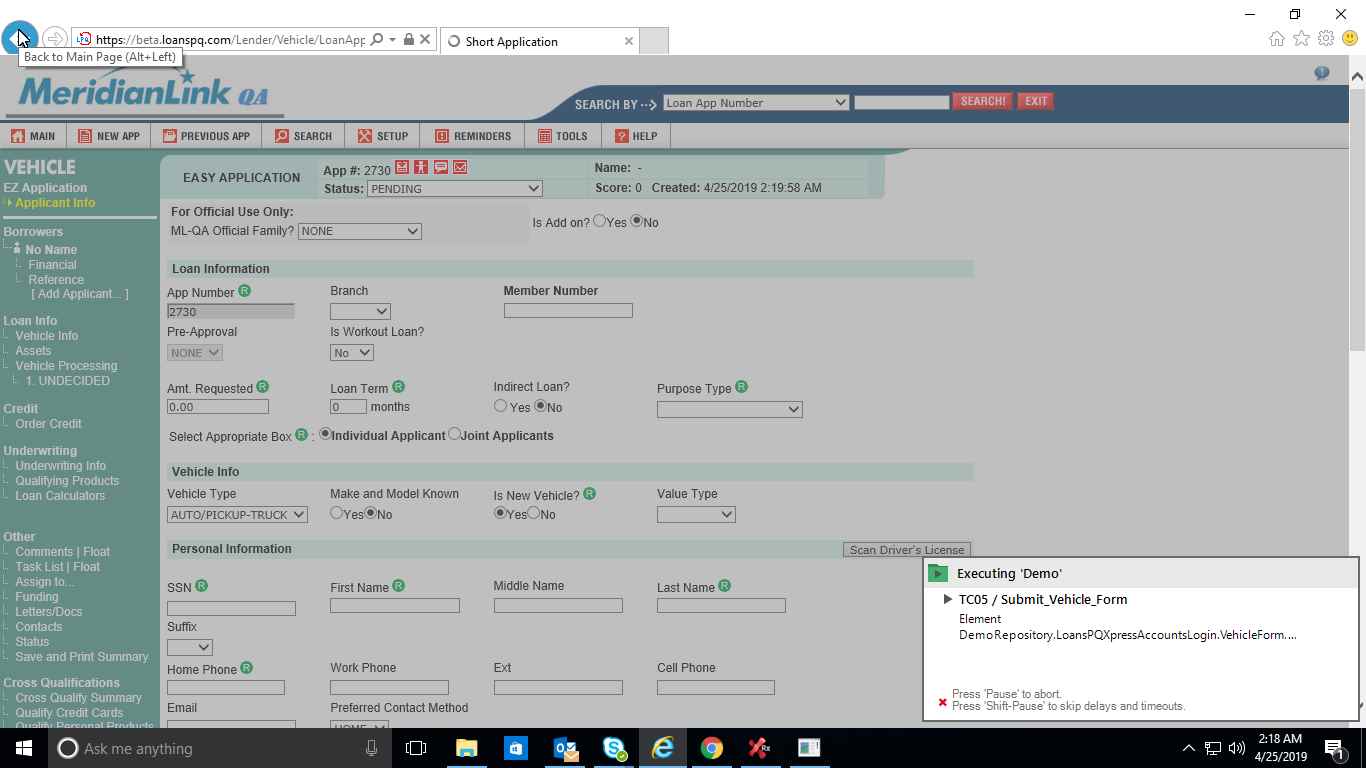 https://beta.loanspq.com/Lender/Vehicle/LoanApp
Short Application
Back to Main Page (Alt+Left)
MeridianLink QA
SEARCH BY Loan App Number SEARCH! EXIT
MAIN NEW APP PREVIOUS APP SEARCH SETUP REMINDERS TOOLS HELP
VEHICLE
EZ Application
Applicant Info
Borrowers
No Name
Financial
Reference
[ Add Applicant... ]
Loan Info
Vehicle Info
Assets
Vehicle Processing
1. UNDECIDED
Credit
Order Credit
Underwriting
Underwriting Info
Qualifying Products
Loan Calculators
Other
Comments | Float
Task List | Float
Assign to...
Funding
Letters/Docs
Contacts
Status
Save and Print Summary
Cross Qualifications
Cross Qualify Summary
Qualify Credit Cards
Qualify Personal Products
EASY APPLICATION
App #: 2730
Status: PENDING
Name: -
Score: 0 Created: 4/25/2019 2:19:58 AM
For Official Use Only:
ML-QA Official Family? NONE
Is Add on? Yes No
Loan Information
App Number R Branch Member Number
2730
Pre-Approval Is Workout Loan?
NONE No
Amt. Requested R Loan Term R Indirect Loan? Purpose Type R
0.00 0 months Yes No
Select Appropriate Box R : Individual Applicant Joint Applicants
Vehicle Info
Vehicle Type Make and Model Known Is New Vehicle? R Value Type
AUTO/PICKUP-TRUCK Yes No Yes No
Personal Information Scan Driver's License
SSN R First Name R Middle Name Last Name R
Suffix
Home Phone R Work Phone Ext Cell Phone
Email Preferred Contact Method
HOME
Executing 'Demo'
TC05 / Submit_Vehicle_Form
Element
DemoRepository.LoansPQXpressAccountsLogin.VehicleForm....
Press 'Pause' to abort.
Press 'Shift-Pause' to skip delays and timeouts.
Ask me anything
2:18 AM
4/25/2019
1